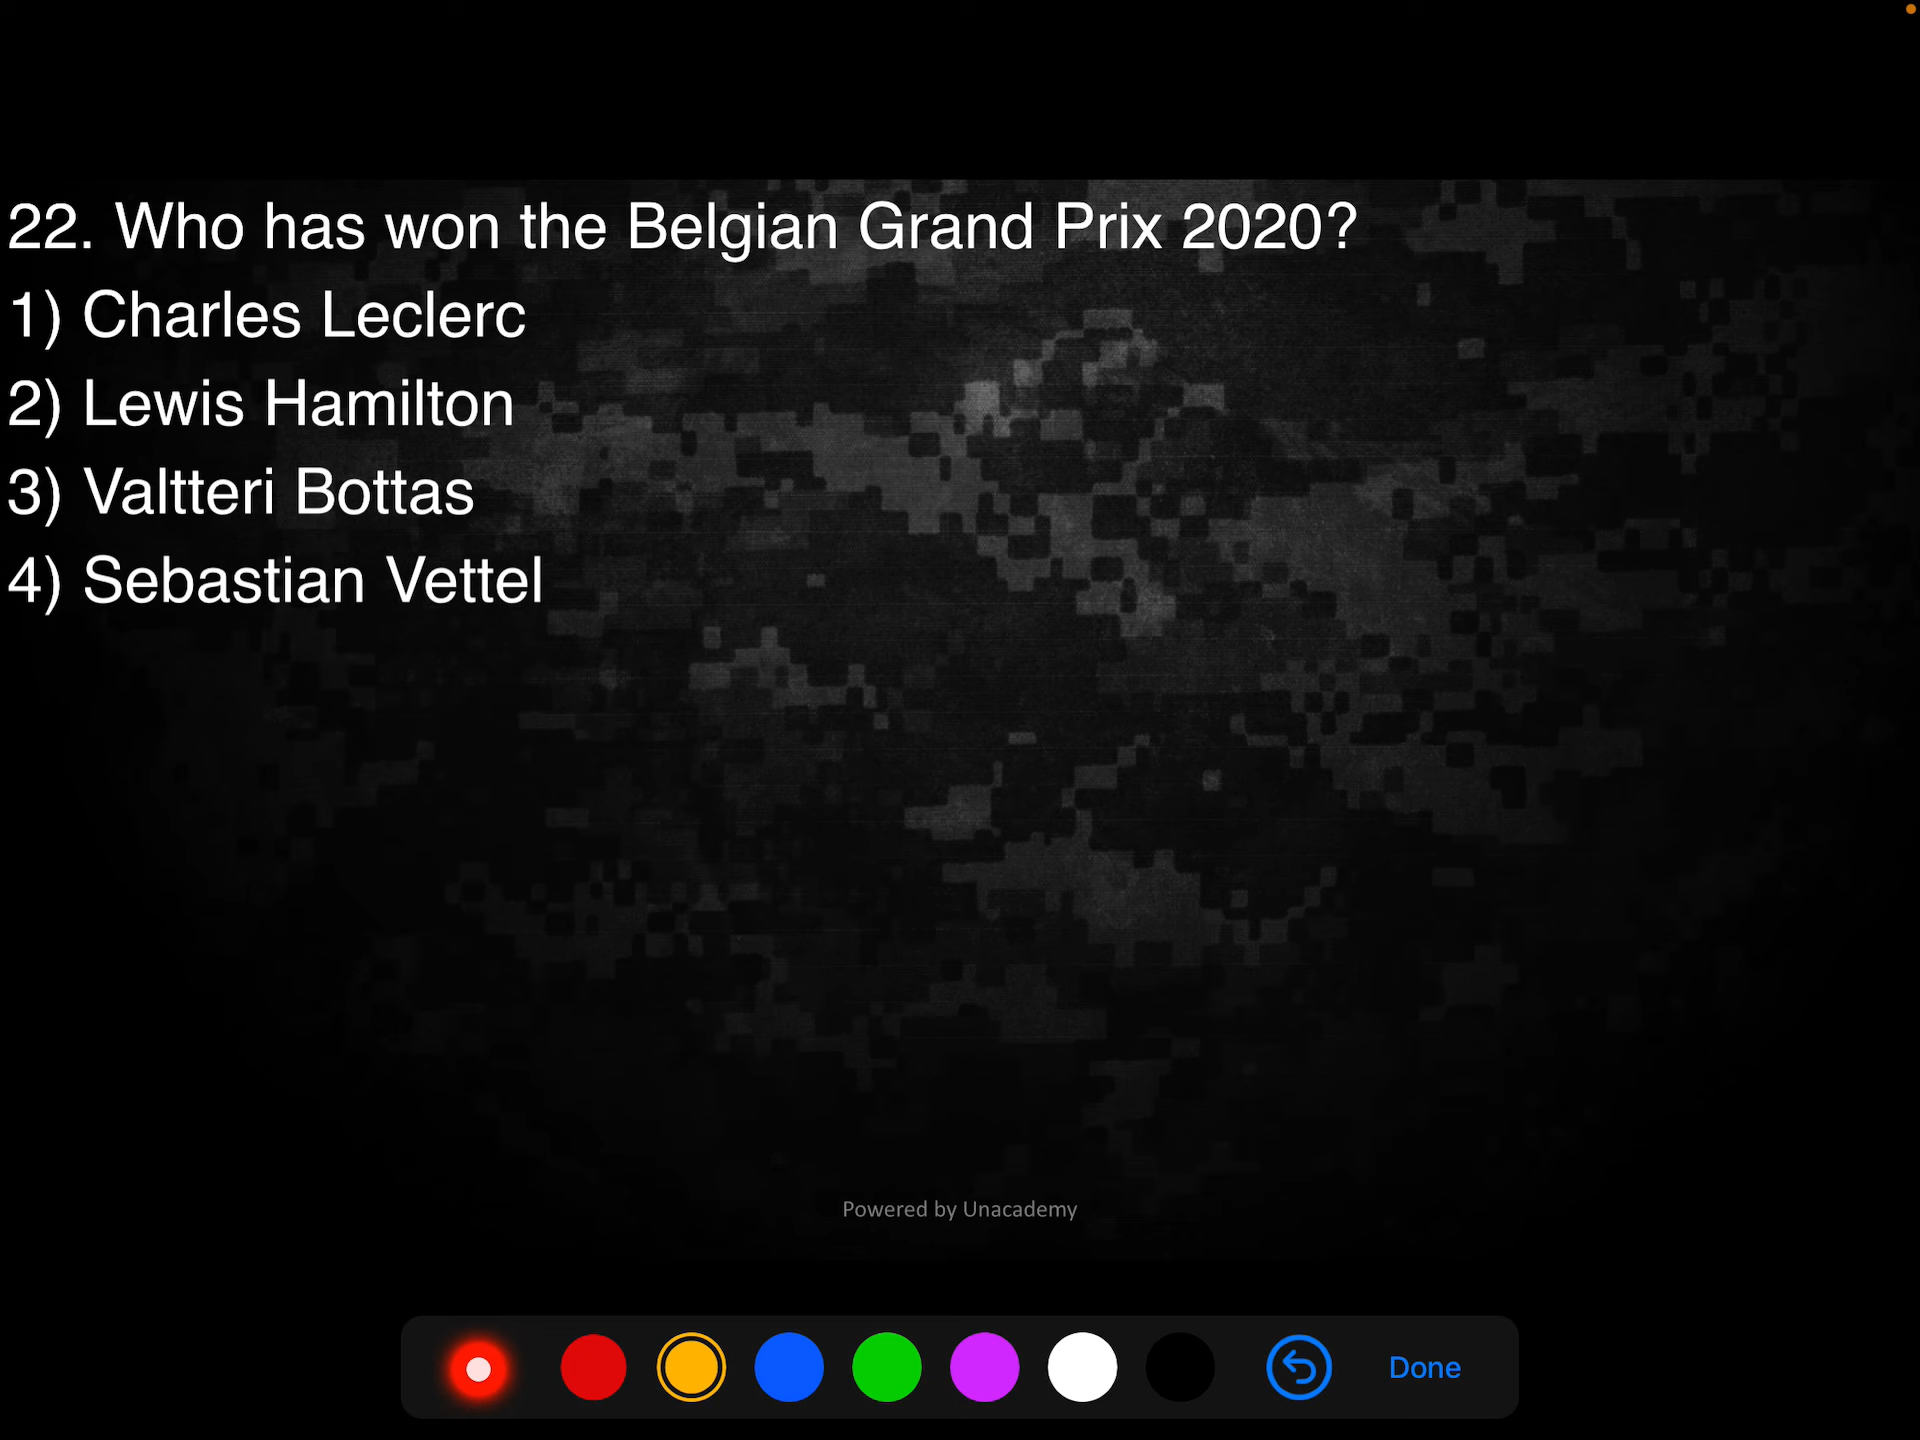 22. Who has won the Belgian Grand Prix 2020?
1) Charles Leclerc
2) Lewis Hamilton
3) Valtteri Bottas
4) Sebastian Vettel
Powered by Unacademy
Done